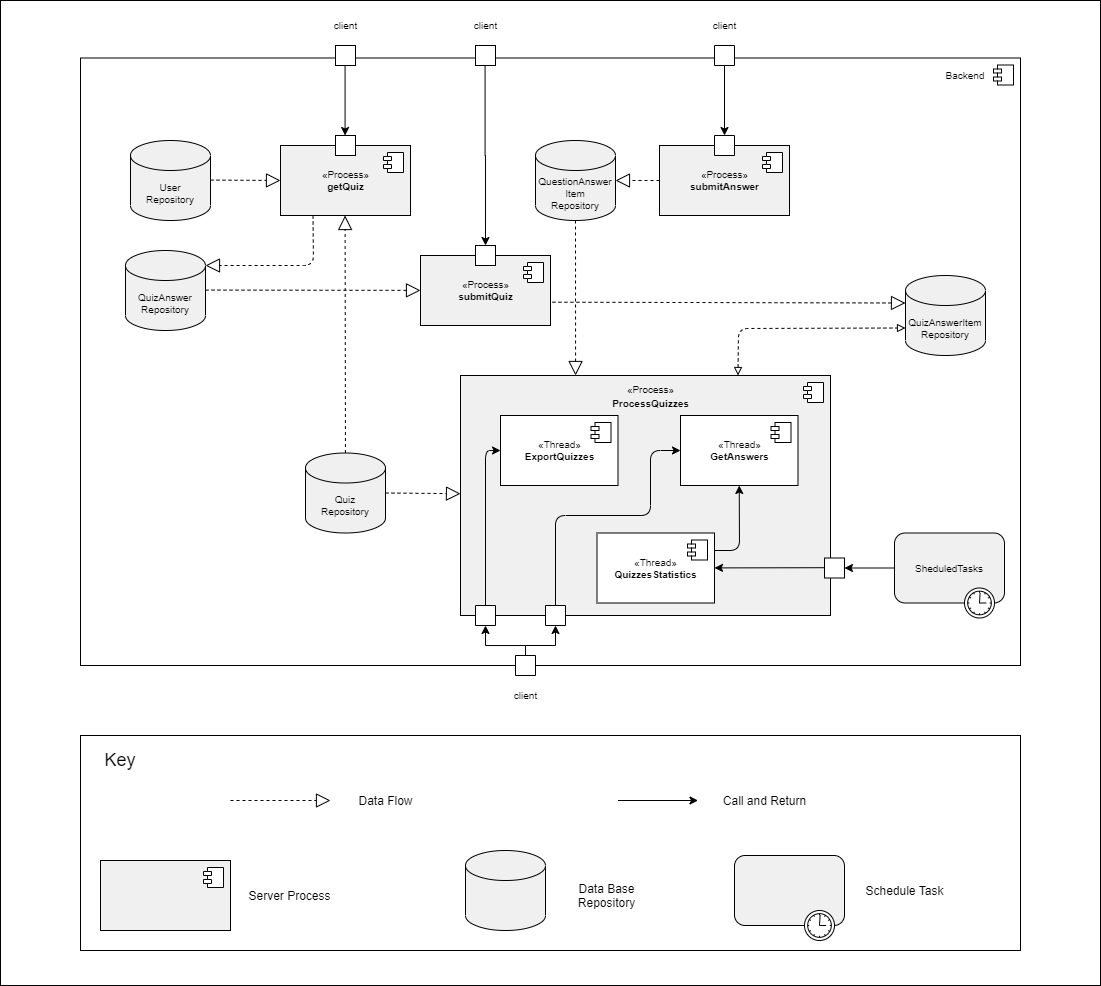 client
client
client
Backend
«Process»
getQuiz
User
Repository
QuestionAnswer
Item
Repository
«Process»
submitAnswer
QuizAnswer
Repository
«Process»
submitQuiz
QuizAnswerItem
Repository
«Process»
ProcessQuizzes
«Thread»
ExportQuizzes
«Thread»
GetAnswers
Quiz
Repository
«Thread»
QuizzesStatistics
SheduledTasks
client
Key
Data Flow
Call and Return
Server Process
Data Base
Repository
Schedule Task